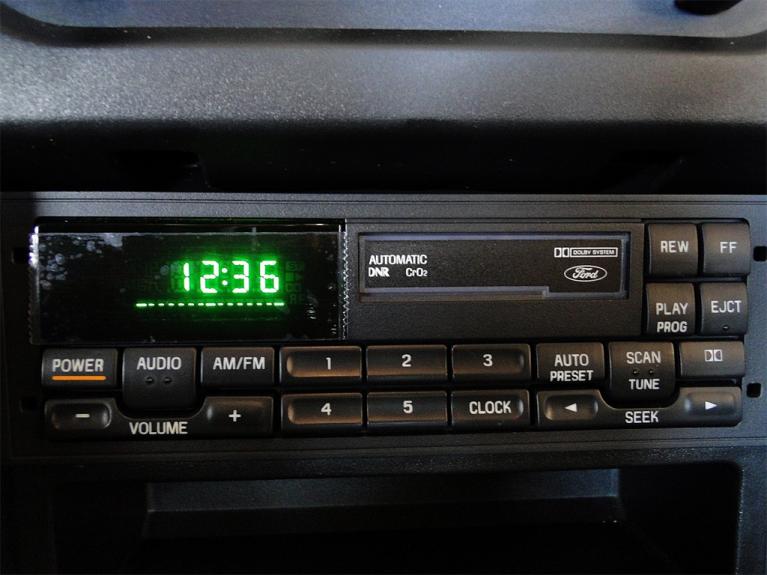 12:36
AUTOMATIC
DNR CrO2
DOLBY SYSTEM
Ford
REW
FF
PLAY
PROG
EJCT
POWER
AUDIO
AM/FM
1
2
3
AUTO
PRESET
SCAN
TUNE
−
VOLUME
+
4
5
CLOCK
◄
SEEK
►